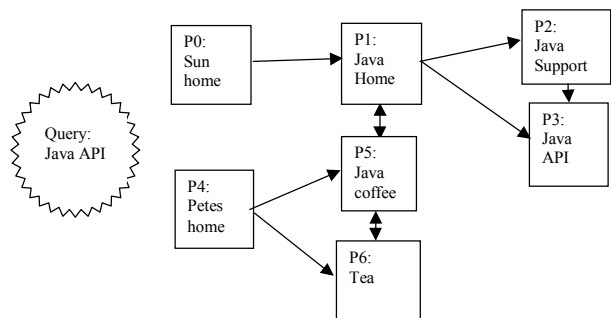 P0:
Sun
home
P1:
Java
Home
P2:
Java
Support
Query:
Java API
P3:
Java
API
P4:
Petes
home
P5:
Java
coffee
P6:
Tea